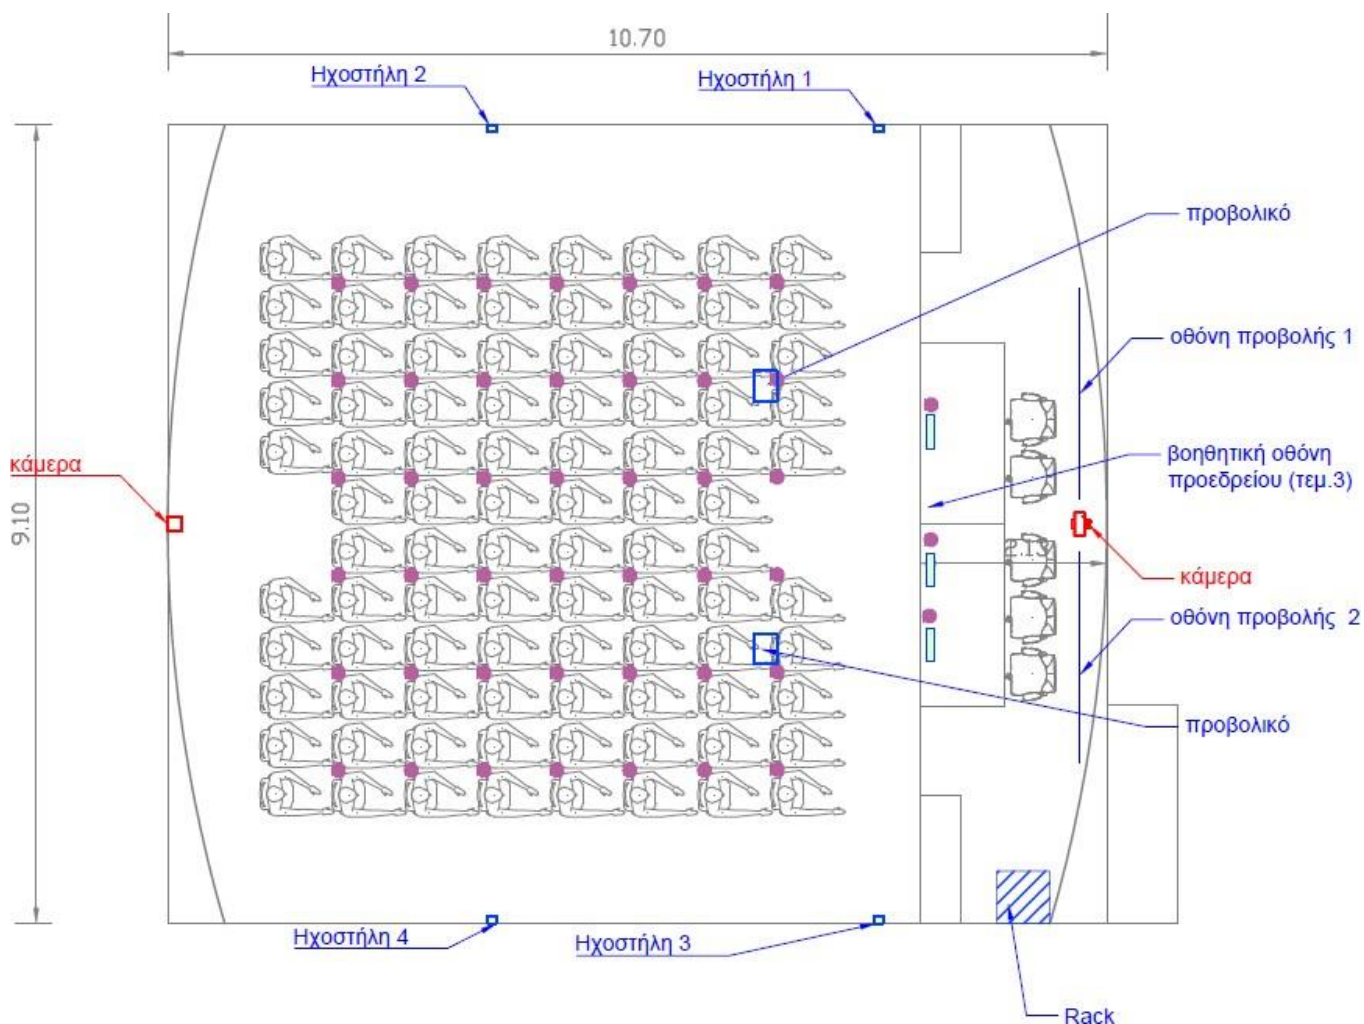 10.70
Ηχοστήλη 2
Ηχοστήλη 1
προβολικό
οθόνη προβολής 1
κάμερα
βοηθητική οθόνη
προεδρείου (τεμ.3)
9.10
κάμερα
οθόνη προβολής 2
προβολικό
Ηχοστήλη 4
Ηχοστήλη 3
Rack